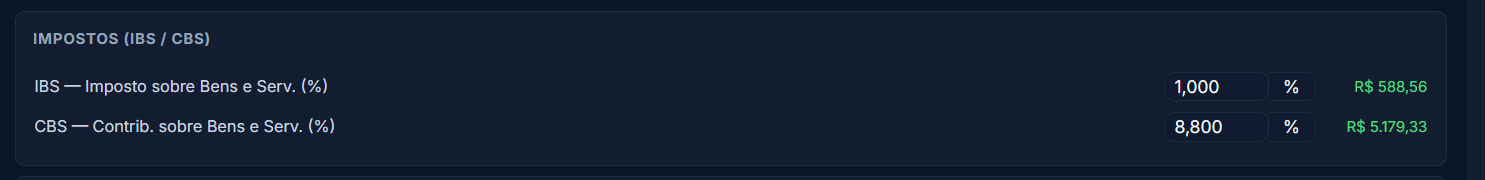 IMPOSTOS (IBS / CBS)
IBS — Imposto sobre Bens e Serv. (%) 1,000 % R$ 588,56
CBS — Contrib. sobre Bens e Serv. (%) 8,800 % R$ 5.179,33